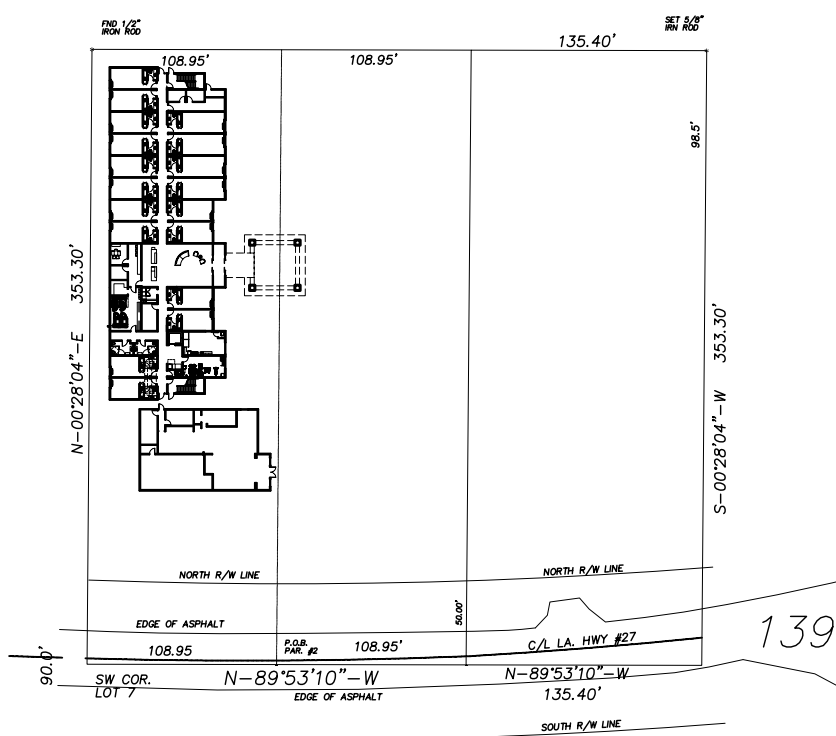 FND 1/2"
IRON ROD
SET 5/8"
IRN ROD
135.40'
108.95'
108.95'
98.5'
N-00°28'04"-E 353.30'
S-00°28'04"-W 353.30'
NORTH R/W LINE
NORTH R/W LINE
50.00'
EDGE OF ASPHALT
139
P.O.B.
PAR. #2
108.95
108.95'
C/L LA. HWY #27
90.0'
SW COR.
LOT 7
N-89°53'10"-W
N-89°53'10"-W
EDGE OF ASPHALT
135.40'
SOUTH R/W LINE